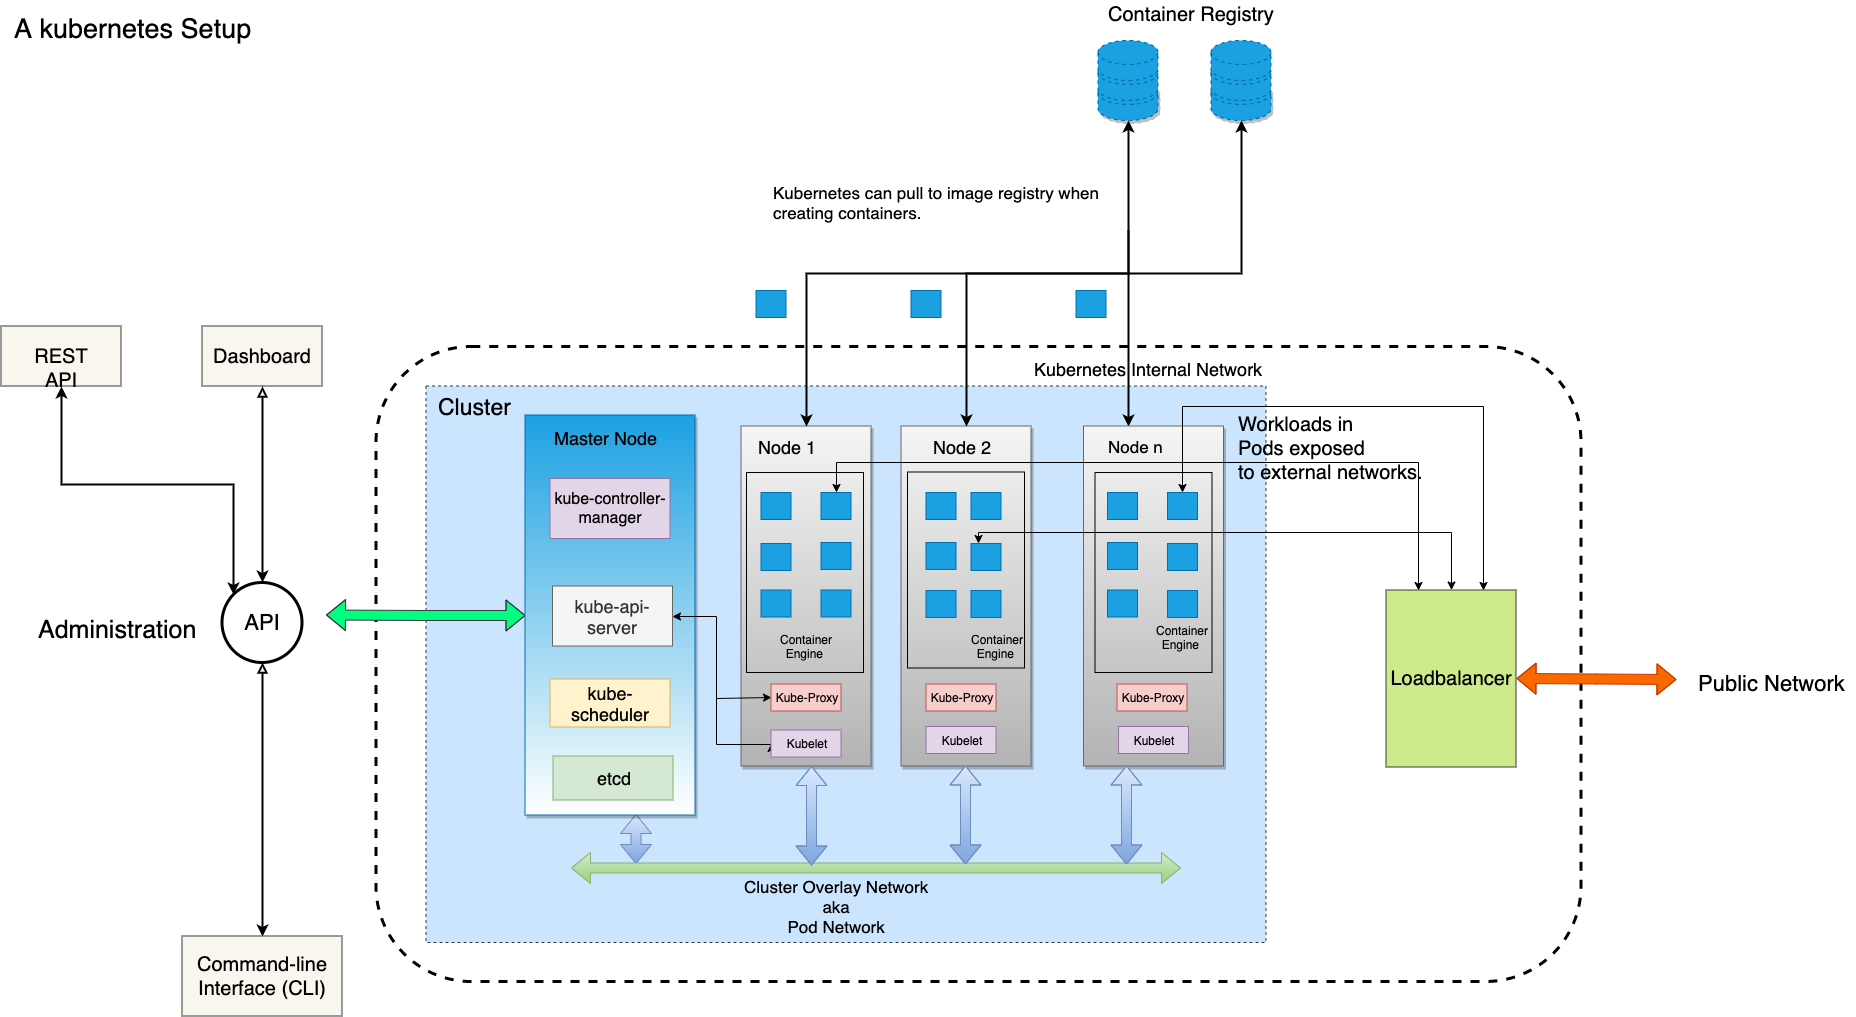 A kubernetes Setup
Container Registry
Kubernetes can pull to image registry when
creating containers.
REST
API
Dashboard
Administration
API
Command-line
Interface (CLI)
Kubernetes Internal Network
Cluster
Master Node
kube-controller-
manager
kube-api-
server
kube-
scheduler
etcd
Node 1
Container
Engine
Kube-Proxy
Kubelet
Node 2
Container
Engine
Kube-Proxy
Kubelet
Node n
Container
Engine
Kube-Proxy
Kubelet
Workloads in
Pods exposed
to external networks.
Loadbalancer
Public Network
Cluster Overlay Network
aka
Pod Network